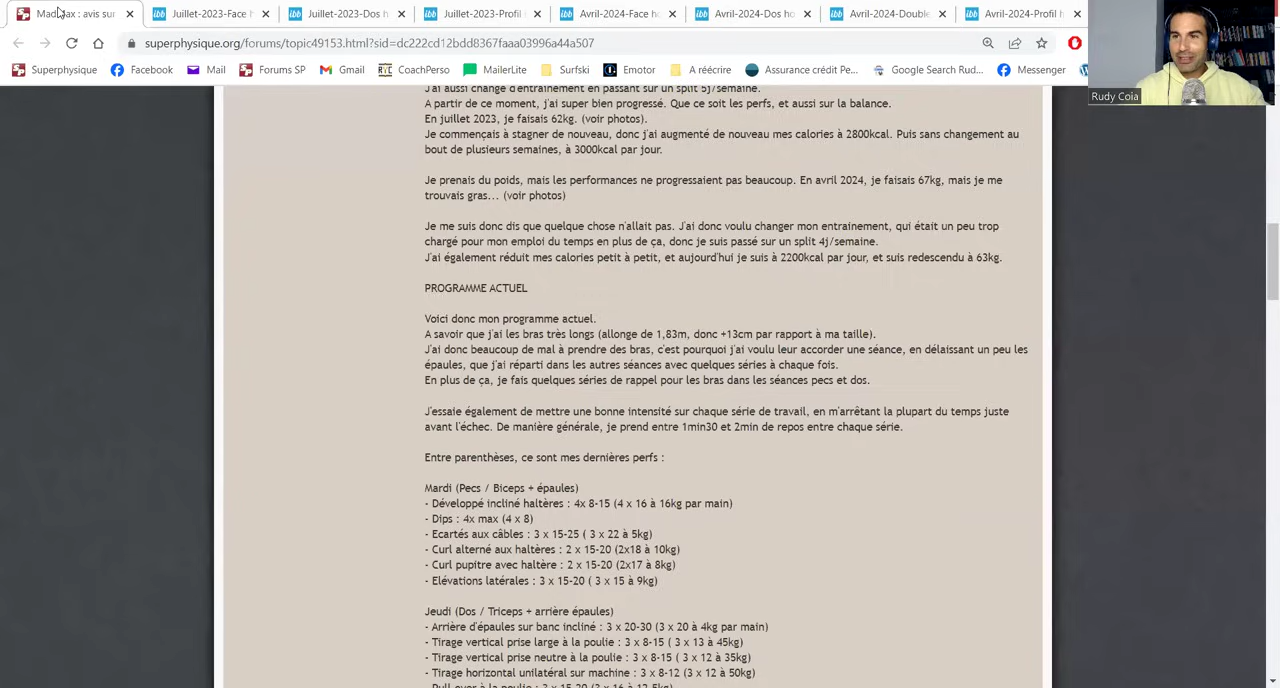 MadMax : avis sur
Juillet-2023-Face h
Juillet-2023-Dos h
Juillet-2023-Profil
Avril-2024-Face h
Avril-2024-Dos ho
Avril-2024-Double
Avril-2024-Profil h
superphysique.org/forums/topic49153.html?sid=dc222cd12bdd8367faaa03996a44a507
Superphysique
Facebook
Mail
Forums SP
Gmail
CoachPerso
MailerLite
Surfski
Emotor
A réécrire
Assurance crédit Pe...
Google Search Rud...
Messenger
Rudy Coia
J'ai aussi changé d'entrainement en passant sur un split 5j/semaine.
A partir de ce moment, j'ai super bien progressé. Que ce soit les perfs, et aussi sur la balance.
En juillet 2023, je faisais 62kg. (voir photos).
Je commençais à stagner de nouveau, donc j'ai augmenté de nouveau mes calories à 2800kcal. Puis sans changement au
bout de plusieurs semaines, à 3000kcal par jour.
Je prenais du poids, mais les performances ne progressaient pas beaucoup. En avril 2024, je faisais 67kg, mais je me
trouvais gras... (voir photos)
Je me suis donc dis que quelque chose n'allait pas. J'ai donc voulu changer mon entrainement, qui était un peu trop
chargé pour mon emploi du temps en plus de ça, donc je suis passé sur un split 4j/semaine.
J'ai également réduit mes calories petit à petit, et aujourd'hui je suis à 2200kcal par jour, et suis redescendu à 63kg.
PROGRAMME ACTUEL
Voici donc mon programme actuel.
A savoir que j'ai les bras très longs (allonge de 1,83m, donc +13cm par rapport à ma taille).
J'ai donc beaucoup de mal à prendre des bras, c'est pourquoi j'ai voulu leur accorder une séance, en délaissant un peu les
épaules, que j'ai réparti dans les autres séances avec quelques séries à chaque fois.
En plus de ça, je fais quelques séries de rappel pour les bras dans les séances pecs et dos.
J'essaie également de mettre une bonne intensité sur chaque série de travail, en m'arrêtant la plupart du temps juste
avant l'échec. De manière générale, je prend entre 1min30 et 2min de repos entre chaque série.
Entre parenthèses, ce sont mes dernières perfs :
Mardi (Pecs / Biceps + épaules)
- Développé incliné haltères : 4x 8-15 (4 x 16 à 16kg par main)
- Dips : 4x max (4 x 8)
- Ecartés aux câbles : 3 x 15-25 ( 3 x 22 à 5kg)
- Curl alterné aux haltères : 2 x 15-20 (2x18 à 10kg)
- Curl pupitre avec haltère : 2 x 15-20 (2x17 à 8kg)
- Elévations latérales : 3 x 15-20 ( 3 x 15 à 9kg)
Jeudi (Dos / Triceps + arrière épaules)
- Arrière d'épaules sur banc incliné : 3 x 20-30 (3 x 20 à 4kg par main)
- Tirage vertical prise large à la poulie : 3 x 8-15 ( 3 x 13 à 45kg)
- Tirage vertical prise neutre à la poulie : 3 x 8-15 ( 3 x 12 à 35kg)
- Tirage horizontal unilatéral sur machine : 3 x 8-12 (3 x 12 à 50kg)
- Pull over à la poulie : 3 x 15-20 (3 x 16 à 12,5kg)